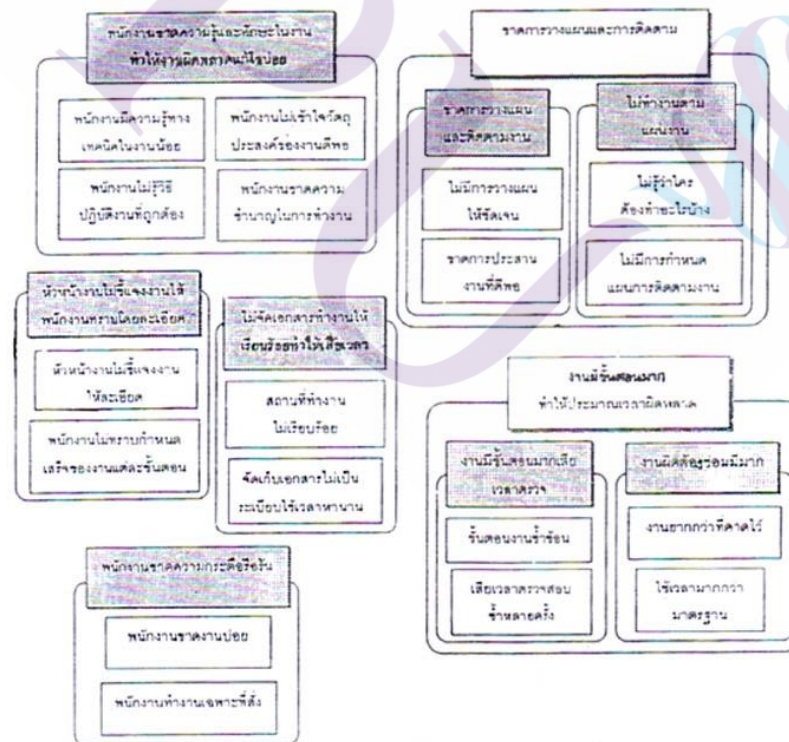 พนักงานขาดความรู้และทักษะในงาน
ทำให้งานผิดพลาดแก้ไขบ่อย
พนักงานมีความรู้ทาง
เทคนิคในงานน้อย
พนักงานไม่เข้าใจวัตถุ
ประสงค์ของงานดีพอ
พนักงานไม่รู้วิธี
ปฏิบัติงานที่ถูกต้อง
พนักงานขาดความ
ชำนาญในการทำงาน
ขาดการวางแผนและการติดตาม
ขาดการวางแผน
และติดตามงาน
ไม่มีการวางแผน
ให้ชัดเจน
ขาดการประสาน
งานที่ดีพอ
ไม่ทำงานตาม
แผนงาน
ไม่รู้ว่าใคร
ต้องทำอะไรบ้าง
ไม่มีการกำหนด
แผนการติดตามงาน
หัวหน้างานไม่ชี้แจงงานให้
พนักงานทราบโดยละเอียด
หัวหน้างานไม่ชี้แจงงาน
ให้ละเอียด
พนักงานไม่ทราบกำหนด
เสร็จของงานแต่ละขั้นตอน
ไม่จัดเอกสารทำงานให้
เรียบร้อยทำให้เสียเวลา
สถานที่ทำงาน
ไม่เรียบร้อย
จัดเก็บเอกสารไม่เป็น
ระเบียบใช้เวลาหานาน
งานมีขั้นตอนมาก
ทำให้ประมาณเวลาผิดพลาด
งานมีขั้นตอนมากเสีย
เวลาตรวจ
ขั้นตอนงานซ้ำซ้อน
เสียเวลาตรวจสอบ
ซ้ำหลายครั้ง
งานผิดต้องซ่อมมีมาก
งานยากกว่าที่คาดไว้
ใช้เวลามากกว่า
มาตรฐาน
พนักงานขาดความกระตือรือร้น
พนักงานขาดงานบ่อย
พนักงานทำงานเฉพาะที่สั่ง